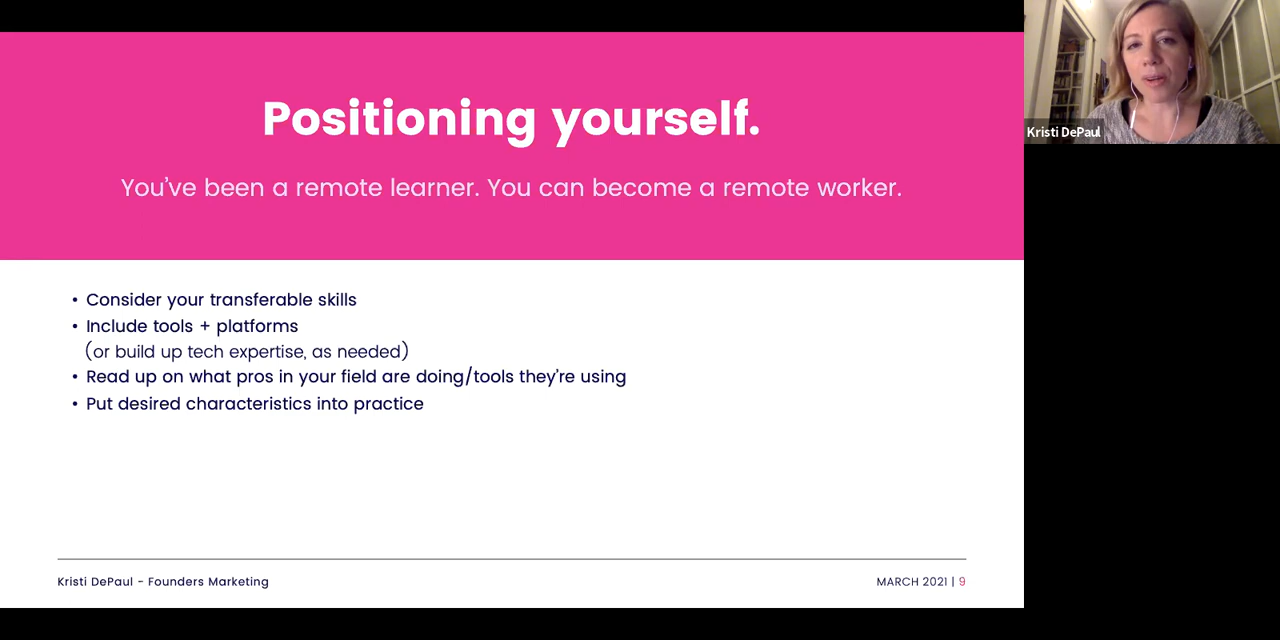 Positioning yourself.
You've been a remote learner. You can become a remote worker.
• Consider your transferable skills
• Include tools + platforms
(or build up tech expertise, as needed)
• Read up on what pros in your field are doing/tools they're using
• Put desired characteristics into practice
Kristi DePaul - Founders Marketing
MARCH 2021 | 9
Kristi DePaul